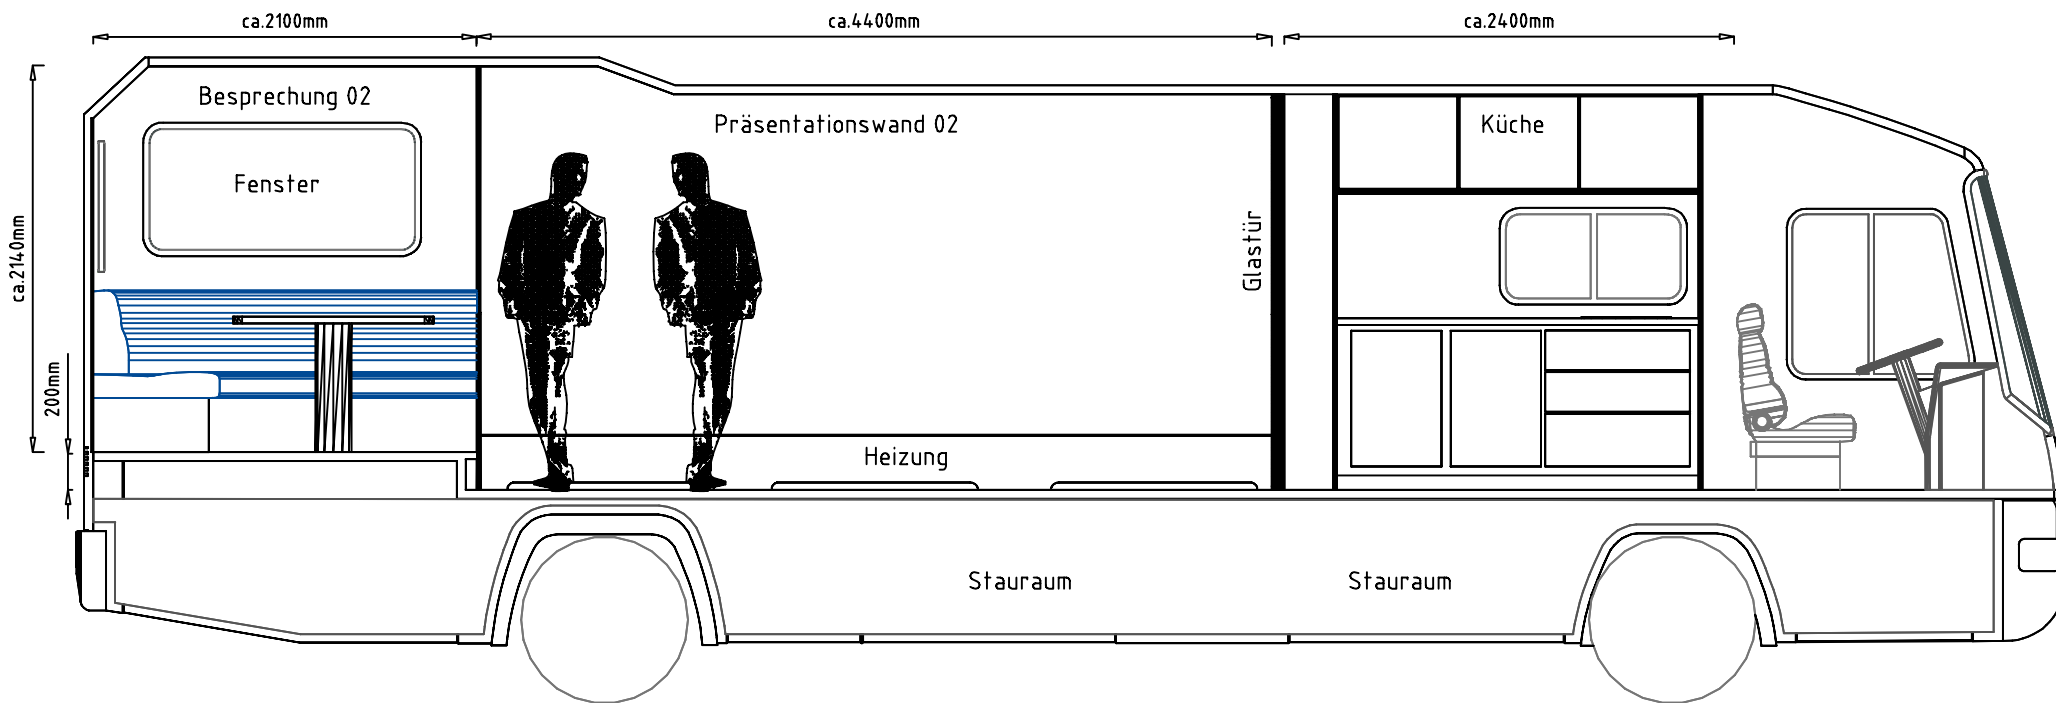 ca.2100mm
ca.4400mm
ca.2400mm
Besprechung 02
Präsentationswand 02
Küche
Fenster
Glastür
ca.2140mm
200mm
Heizung
Stauraum
Stauraum